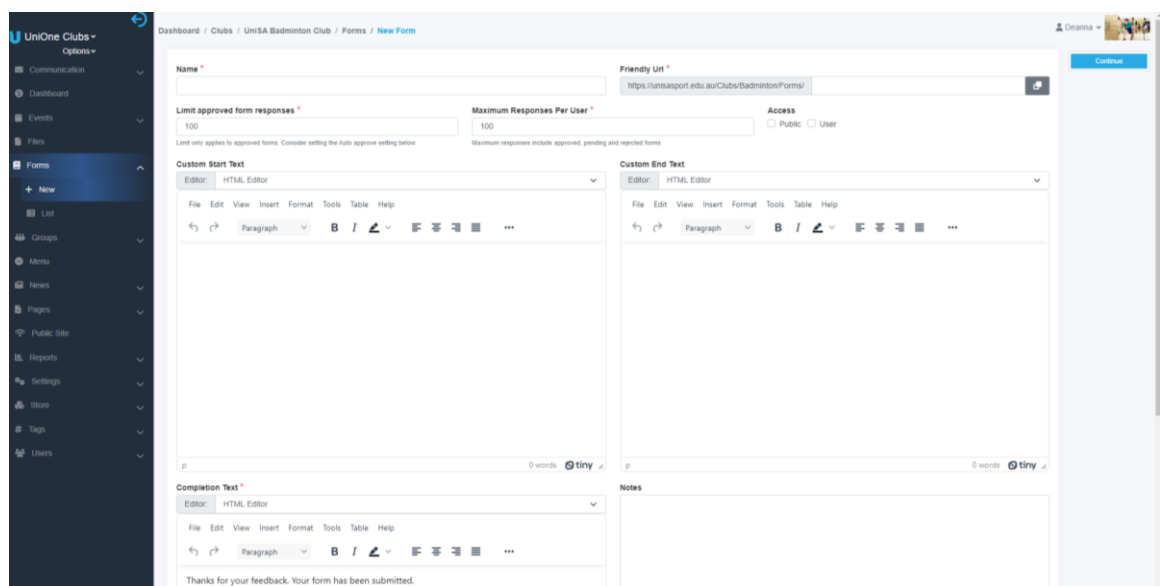 UniOne Clubs
Options
Communication
Dashboard
Events
Files
Forms
+ New
List
Groups
Menu
News
Pages
Public Site
Reports
Settings
Store
# Tags
Users
Dashboard / Clubs / UniSA Badminton Club / Forms / New Form
Deanna
Continue
Name *
Friendly Url *
https://unisasport.edu.au/Clubs/Badminton/Forms/
Limit approved form responses *
Maximum Responses Per User *
Access
100
100
Public User
Limit only applies to approved forms. Consider setting the Auto approve setting below
Maximum responses include approved, pending and rejected forms
Custom Start Text
Custom End Text
Editor: HTML Editor
Editor: HTML Editor
File Edit View Insert Format Tools Table Help
File Edit View Insert Format Tools Table Help
Paragraph B I ...
Paragraph B I ...
p 0 words tiny
p 0 words tiny
Completion Text *
Notes
Editor: HTML Editor
File Edit View Insert Format Tools Table Help
Paragraph B I ...
Thanks for your feedback. Your form has been submitted.